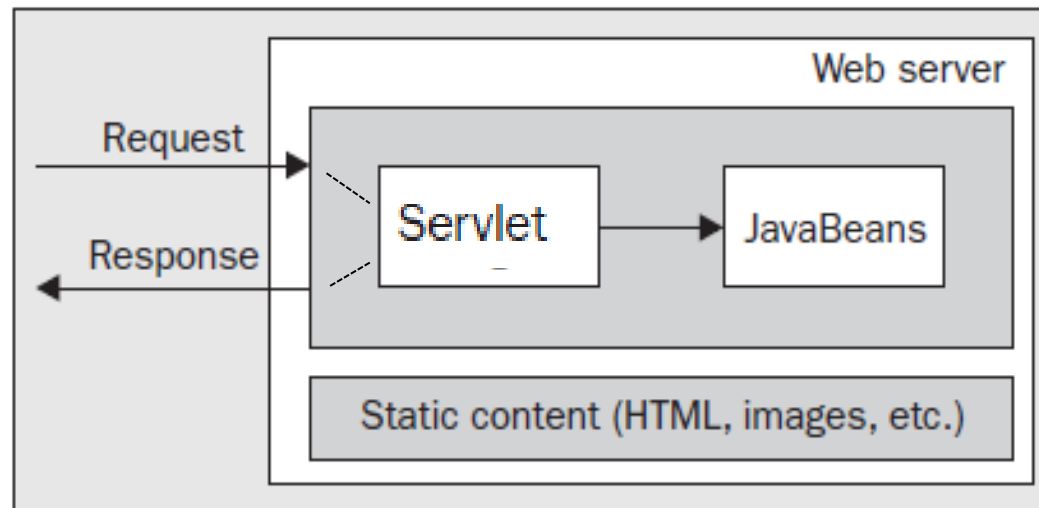 Web server
Request
Servlet
JavaBeans
Response
Static content (HTML, images, etc.)